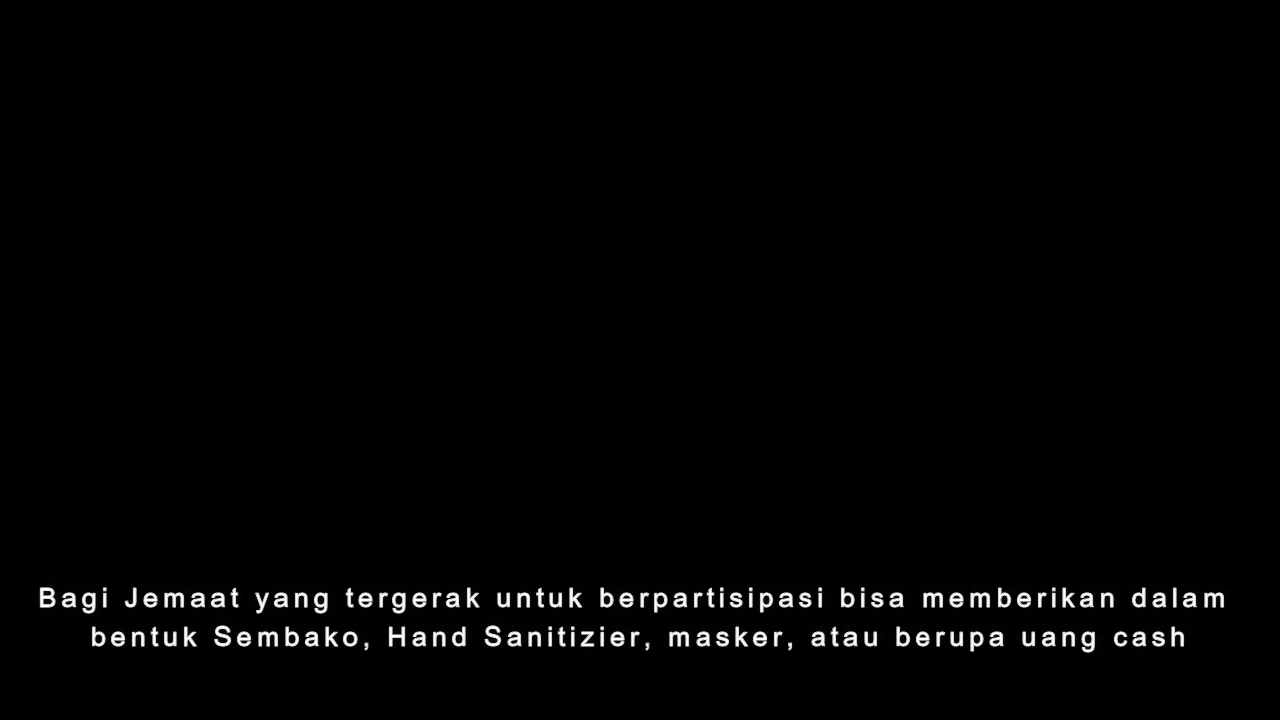 Bagi Jemaat yang tergerak untuk berpartisipasi bisa memberikan dalam
bentuk Sembako, Hand Sanitizier, masker, atau berupa uang cash